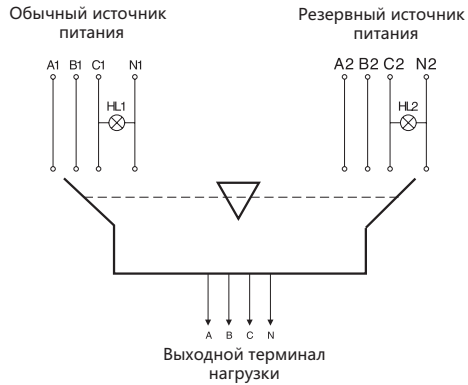 Обычный источник
питания
Резервный источник
питания
A1 B1 C1 N1
A2 B2 C2 N2
HL1
HL2
A B C N
Выходной терминал
нагрузки